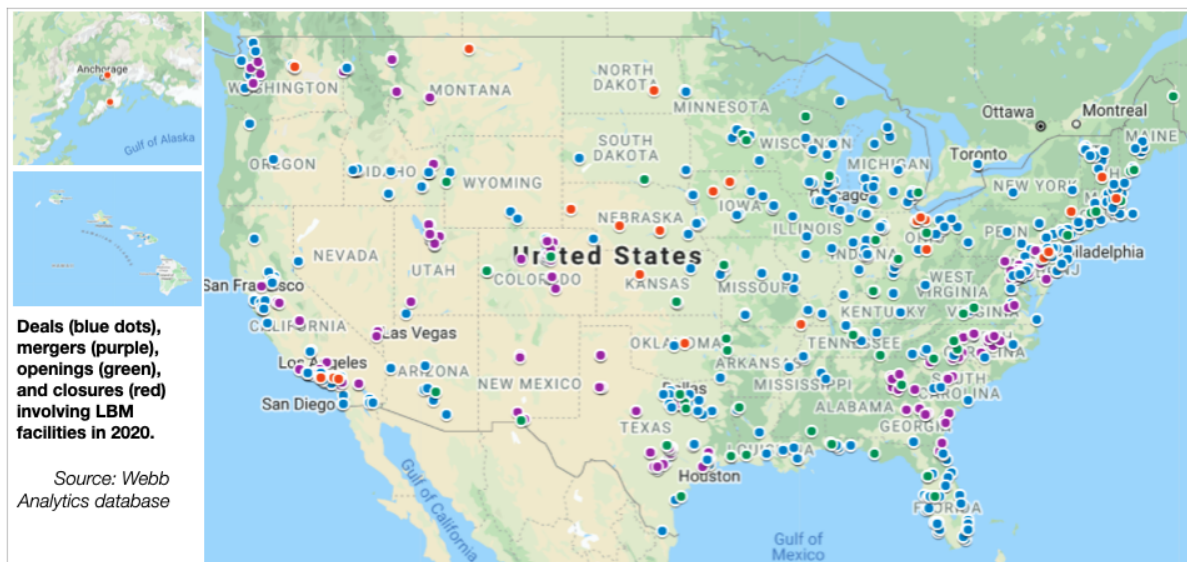 Anchorage
Gulf of Alaska
Deals (blue dots),
mergers (purple),
openings (green),
and closures (red)
involving LBM
facilities in 2020.
Source: Webb
Analytics database
WASHINGTON
MONTANA
NORTH
DAKOTA
MINNESOTA
Ottawa
Montreal
MAINE
OREGON
IDAHO
SOUTH
DAKOTA
WISCONSIN
MICHIGAN
Toronto
WYOMING
NEW YORK
IOWA
Chicago
NEBRASKA
ILLINOIS
INDIANA
OHIO
PENN
Philadelphia
NEVADA
UTAH
United States
COLORADO
KANSAS
MISSOURI
WEST
VIRGINIA
VIRGINIA
NJ
San Francisco
CALIFORNIA
Las Vegas
KENTUCKY
Los Angeles
ARIZONA
NEW MEXICO
OKLAHOMA
ARKANSAS
TENNESSEE
NORTH
CAROLINA
San Diego
Dallas
MISSISSIPPI
ALABAMA
SOUTH
CAROLINA
TEXAS
GEORGIA
LOUISIANA
Houston
FLORIDA
Gulf of California
Gulf of
Mexico